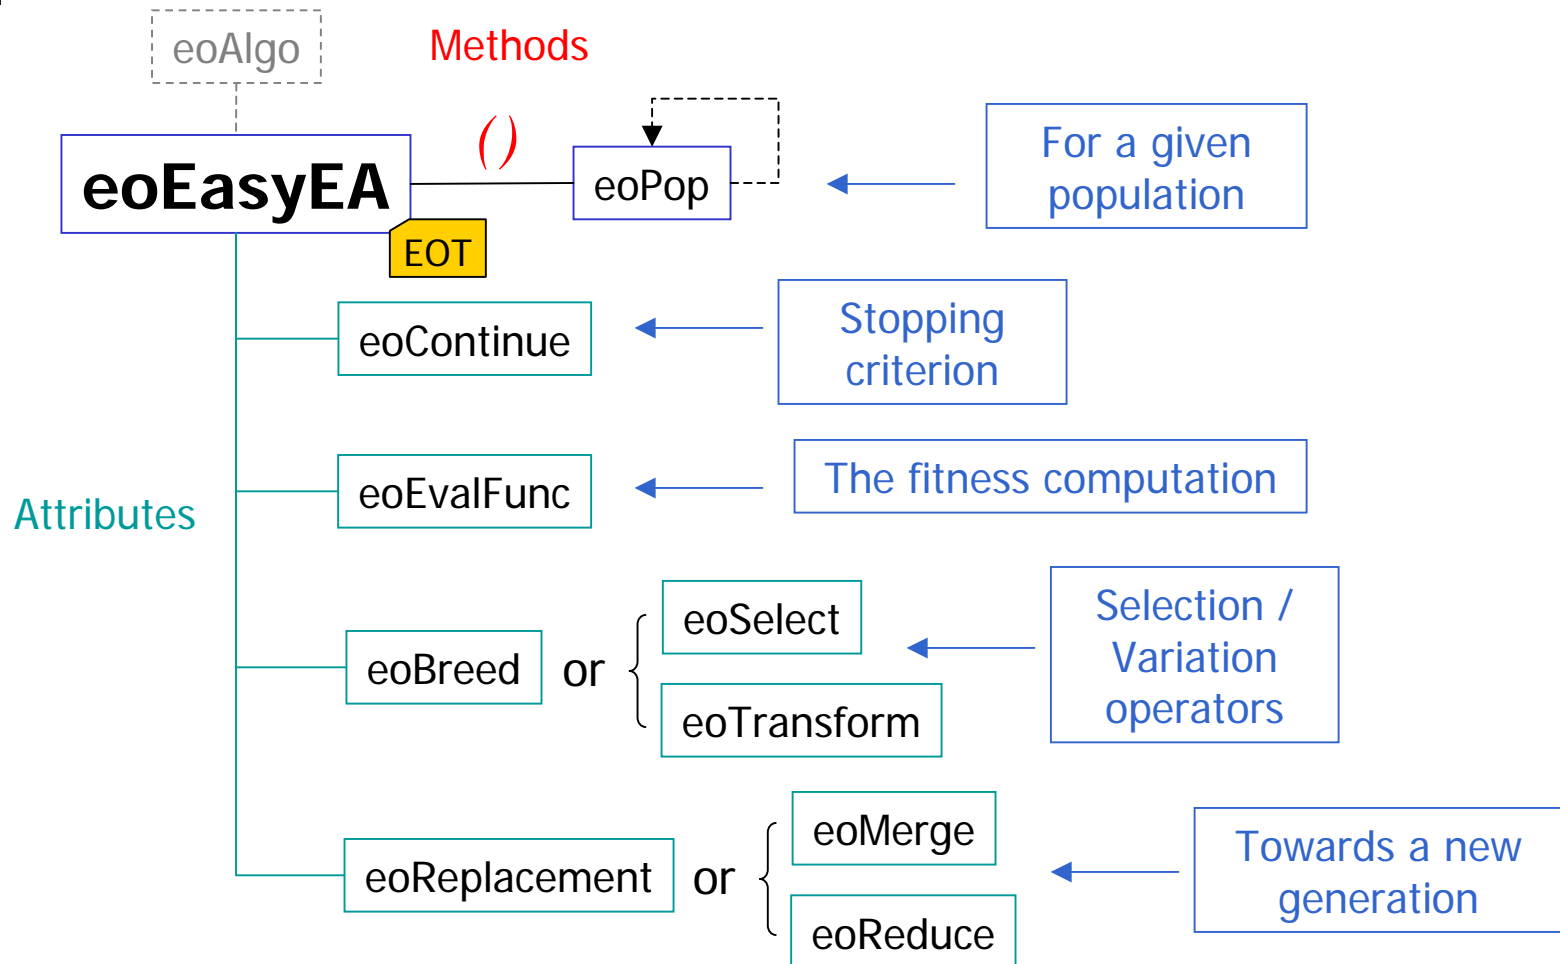 eoAlgo
Methods
eoEasyEA
()
eoPop
For a given
population
EOT
eoContinue
Stopping
criterion
Attributes
eoEvalFunc
The fitness computation
eoBreed
or
eoSelect
eoTransform
Selection /
Variation
operators
eoReplacement
or
eoMerge
eoReduce
Towards a new
generation